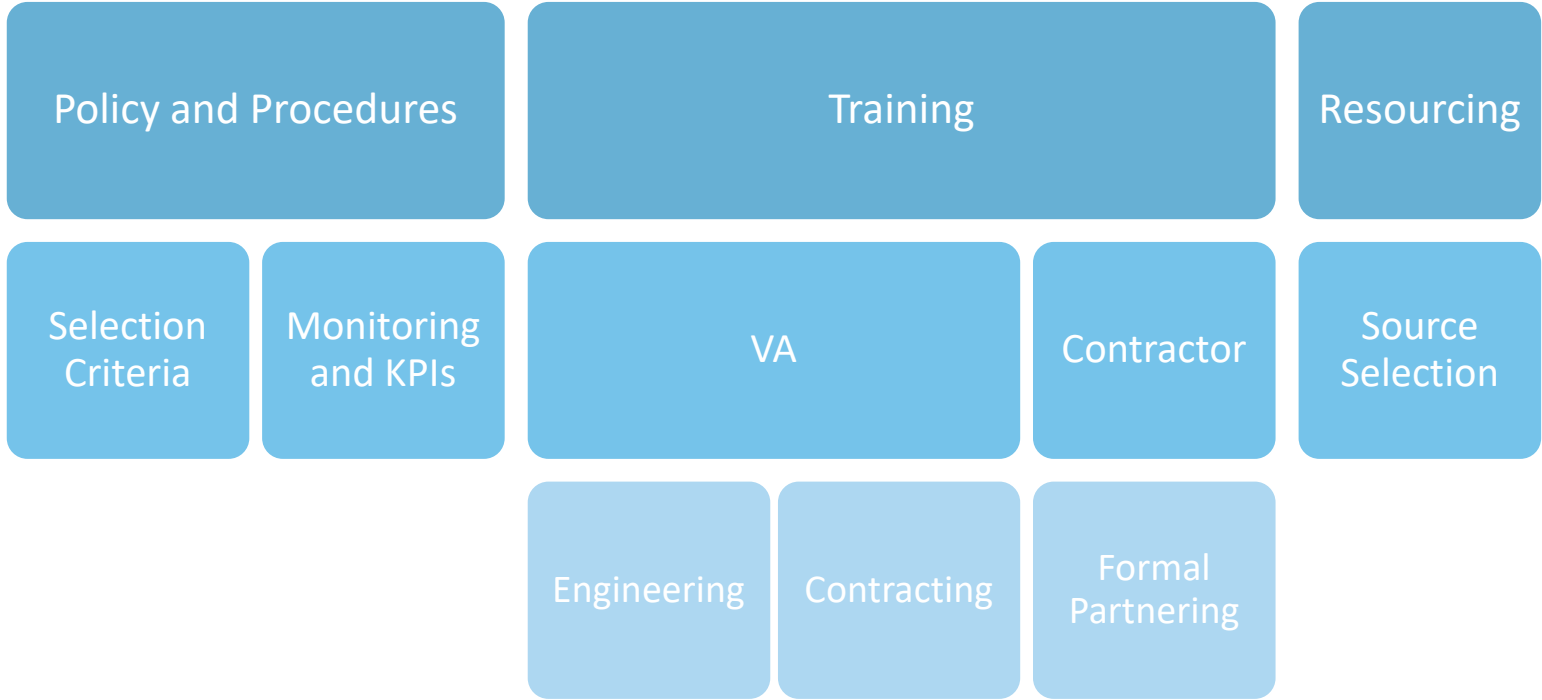 Policy and Procedures
Training
Resourcing
Selection
Criteria
Monitoring
and KPIs
VA
Contractor
Source
Selection
Engineering
Contracting
Formal
Partnering